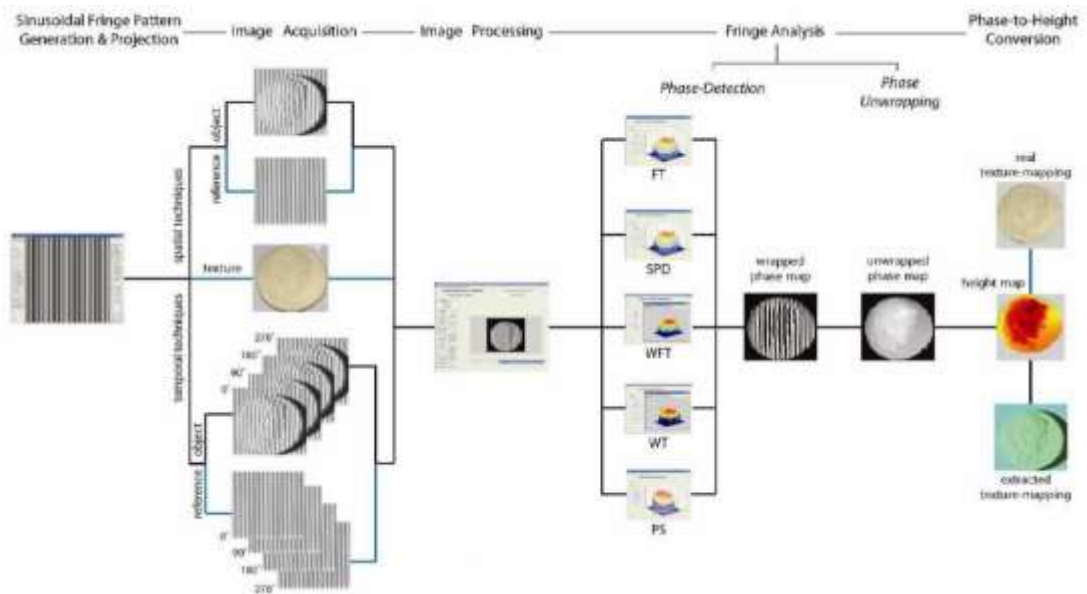 Sinusoidal Fringe Pattern
Generation & Projection
Image Acquisition
Image Processing
Fringe Analysis
Phase-to-Height
Conversion
Phase-Detection
Phase
Unwrapping
object
reference
spatial techniques
texture
temporal techniques
270°
180°
90°
0°
object
reference
0°
90°
180°
270°
FT
SPD
WFT
WT
PS
wrapped
phase map
unwrapped
phase map
real
texture-mapping
height map
extracted
texture-mapping